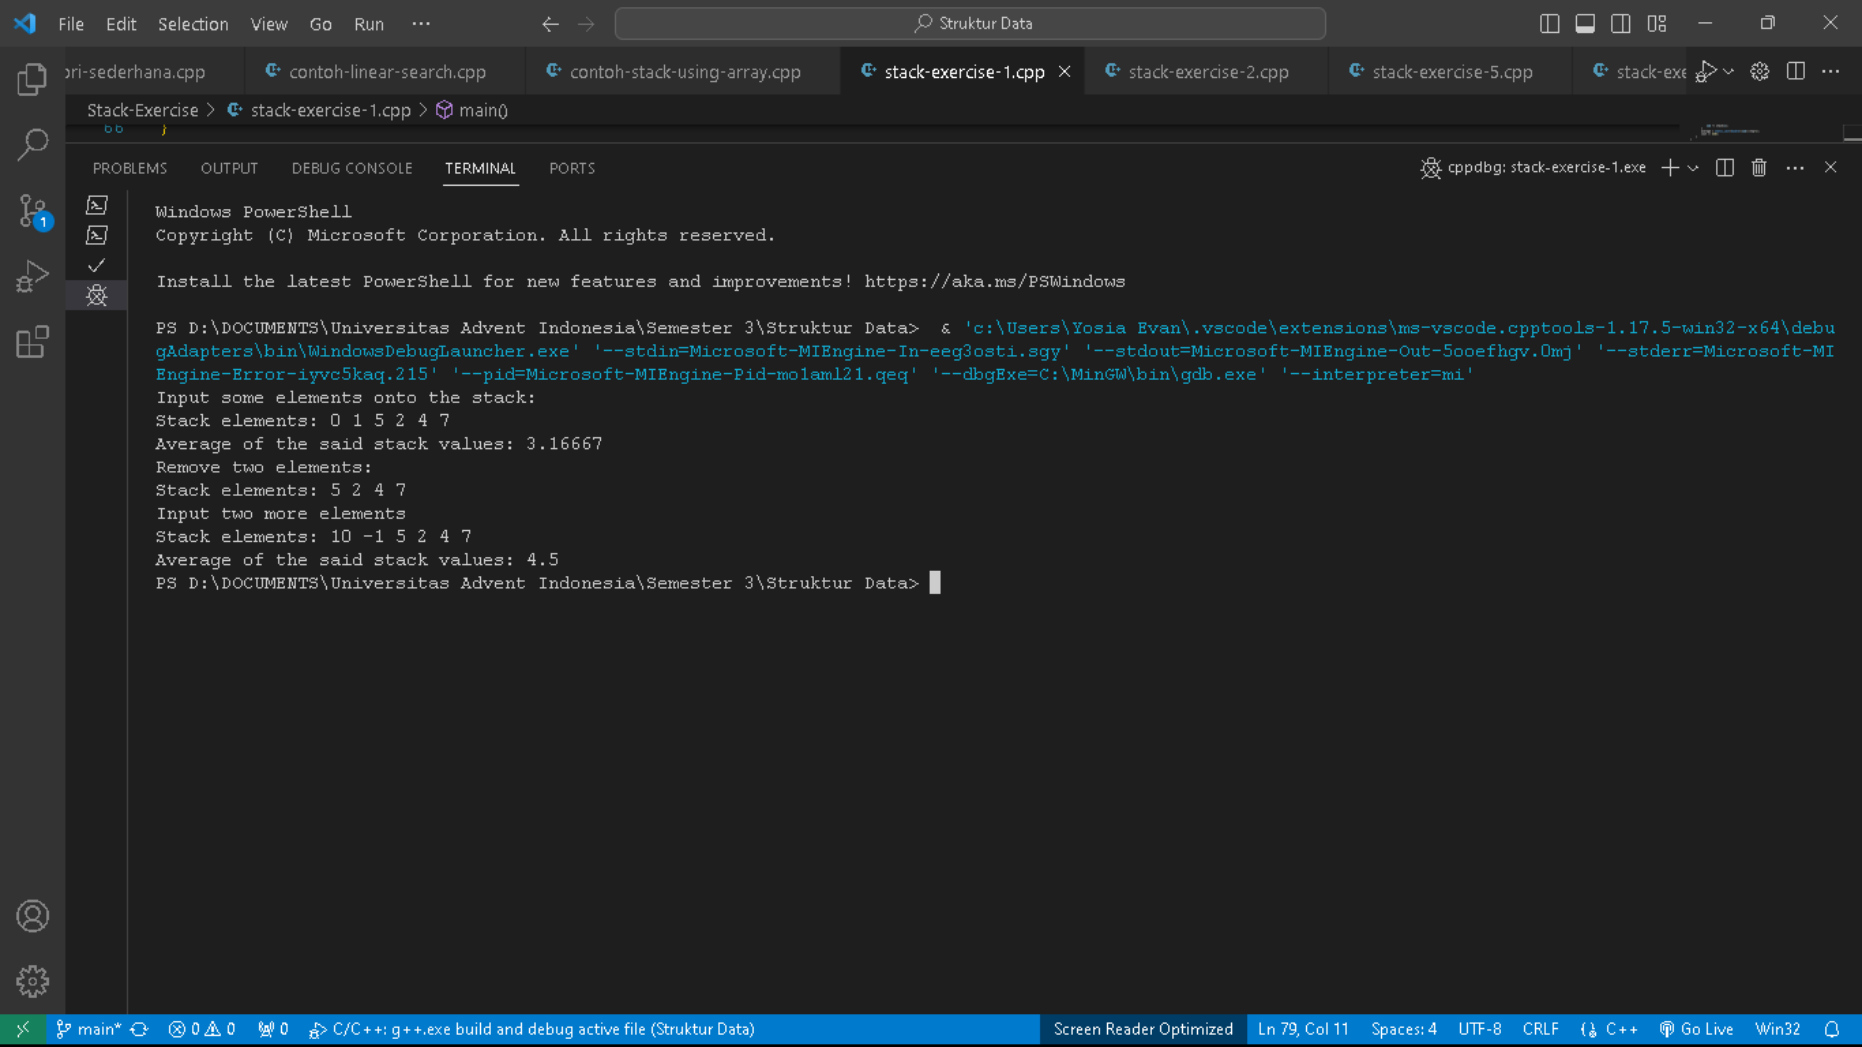 File Edit Selection View Go Run ··· Struktur Data
ori-sederhana.cpp contoh-linear-search.cpp contoh-stack-using-array.cpp stack-exercise-1.cpp stack-exercise-2.cpp stack-exercise-5.cpp stack-exe
Stack-Exercise > stack-exercise-1.cpp > main()
66 }
PROBLEMS OUTPUT DEBUG CONSOLE TERMINAL PORTS cppdbg: stack-exercise-1.exe
Windows PowerShell
Copyright (C) Microsoft Corporation. All rights reserved.
Install the latest PowerShell for new features and improvements! https://aka.ms/PSWindows
PS D:\DOCUMENTS\Universitas Advent Indonesia\Semester 3\Struktur Data>  & 'c:\Users\Yosia Evan\.vscode\extensions\ms-vscode.cpptools-1.17.5-win32-x64\debu
gAdapters\bin\WindowsDebugLauncher.exe' '--stdin=Microsoft-MIEngine-In-eeg3osti.sgy' '--stdout=Microsoft-MIEngine-Out-5ooefhgv.0mj' '--stderr=Microsoft-MI
Engine-Error-iyvc5kaq.215' '--pid=Microsoft-MIEngine-Pid-mo1aml21.qeq' '--dbgExe=C:\MinGW\bin\gdb.exe' '--interpreter=mi'
Input some elements onto the stack:
Stack elements: 0 1 5 2 4 7
Average of the said stack values: 3.16667
Remove two elements:
Stack elements: 5 2 4 7
Input two more elements
Stack elements: 10 -1 5 2 4 7
Average of the said stack values: 4.5
PS D:\DOCUMENTS\Universitas Advent Indonesia\Semester 3\Struktur Data>
1
main* 0 0 0 C/C++: g++.exe build and debug active file (Struktur Data) Screen Reader Optimized Ln 79, Col 11 Spaces: 4 UTF-8 CRLF C++ Go Live Win32